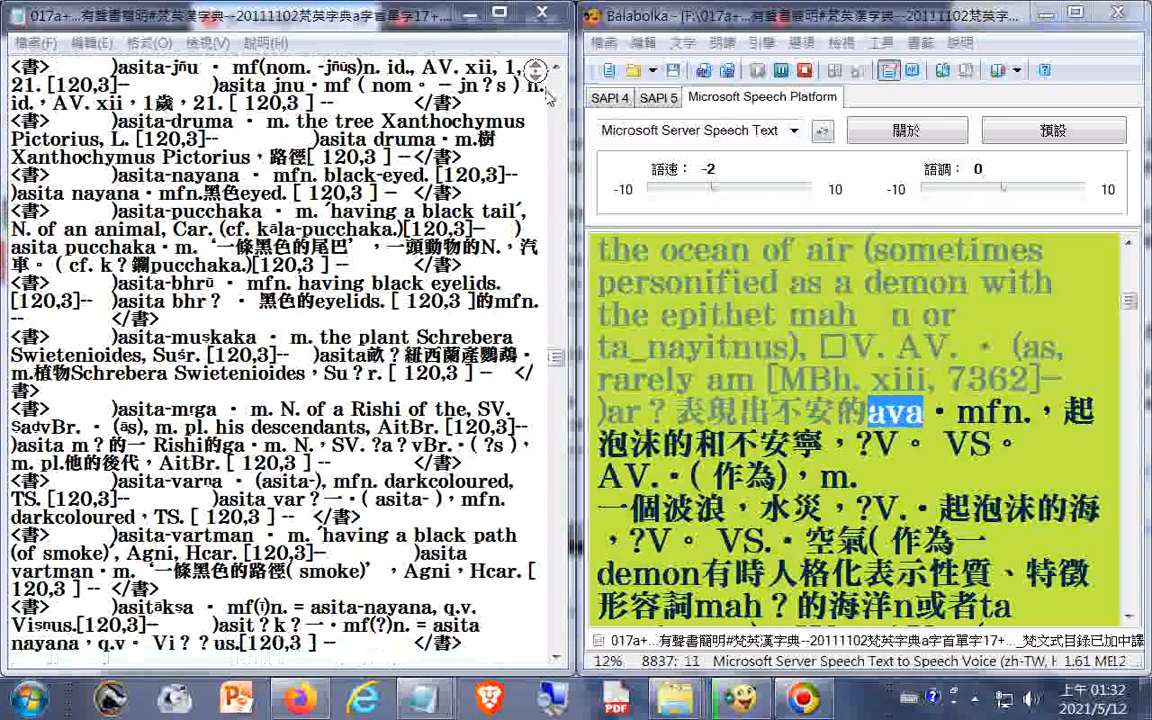 017a+...有聲書簡明#梵英漢字典--20111102梵英字典a字首單字17+...
檔案(F) 編輯(E) 格式(O) 檢視(V) 說明(H)
<書> )asita-jñu ‧ mf(nom. -jñūs)n. id., AV. xii, 1,
21. [120,3]-- )asita jnu‧mf ( nom。 – jn?s ) n.
id.，AV. xii，1歲，21. [ 120,3 ] -- </書>
<書> )asita-druma ‧ m. the tree Xanthochymus
Pictorius, L. [120,3]-- )asita druma‧m.樹
Xanthochymus Pictorius，路徑[ 120,3 ] –</書>
<書> )asita-nayana ‧ mfn. black-eyed. [120,3]--
)asita nayana‧mfn.黑色eyed. [ 120,3 ] -- </書>
<書> )asita-pucchaka ‧ m. 'having a black tail',
N. of an animal, Car. (cf. kāla-pucchaka.)[120,3]-- )
asita pucchaka‧m.‘一條黑色的尾巴’，一頭動物的N.，汽
車。 ( cf. k？鑭pucchaka.)[ 120,3 ] -- </書>
<書> )asita-bhrū ‧ mfn. having black eyelids.
[120,3]-- )asita bhr？ ‧ 黑色的eyelids. [ 120,3 ]的mfn.
-- </書>
<書> )asita-muṣkaka ‧ m. the plant Schrebera
Swietenioides, Suśr. [120,3]-- )asita畝？紐西蘭產鸚鵡‧
m.植物Schrebera Swietenioides，Su？r. [ 120,3 ] -- </
書>
<書> )asita-mṛga ‧ m. N. of a Rishi of the, SV.
ṢaḍvBr. ‧ (ās), m. pl. his descendants, AitBr. [120,3]--
)asita m？的一 Rishi的ga‧m. N.，SV. ?a？vBr.‧(?s )，
m. pl.他的後代，AitBr. [ 120,3 ] -- </書>
<書> )asita-varṇa ‧ (asita-), mfn. darkcoloured,
TS. [120,3]-- )asita var？一‧( asita- )，mfn.
darkcoloured，TS. [ 120,3 ] -- </書>
<書> )asita-vartman ‧ m. 'having a black path
(of smoke)', Agni, Hcar. [120,3]-- )asita
vartman‧m.‘一條黑色的路徑( smoke)’，Agni，Hcar. [
120,3 ] -- </書>
<書> )asitākṣa ‧ mf(ī)n. = asita-nayana, q.v.
Viṣṇus.[120,3]-- )asit？k？‧mf(?)n. = asita
nayana，q.v‧ Vi？？us.[120,3 ] </書>
Balabolka - [F:\017a+...有聲書簡明#梵英漢字典--20111102梵英字...
檔案 編輯 文字 朗讀 引擎 選項 檢視 工具 書籤 說明
SAPI 4 SAPI 5 Microsoft Speech Platform
Microsoft Server Speech Text 關於 預設
語速： -2 語調： 0
-10 10 -10 10
the ocean of air (sometimes
personified as a demon with
the epithet mah n or
ta_nayitnus), □V. AV. ‧ (as,
rarely am [MBh. xiii, 7362]–
)ar？表現出不安的ava‧mfn.，起
泡沫的和不安寧，?V。 VS。
AV.‧( 作為)，m.
一個波浪，水災，?V.‧起泡沫的海
，?V。 VS.‧空氣( 作為一
demon有時人格化表示性質、特徵
形容詞mah？的海洋n或者ta
017a+...有聲書簡明#梵英漢字典--20111102梵英字典a字首單字17+..._梵文式目錄已加中譯
12% 8837: 11 Microsoft Server Speech Text to Speech Voice (zh-TW, H 1.61 MB
PDF
上午 01:32
2021/5/12